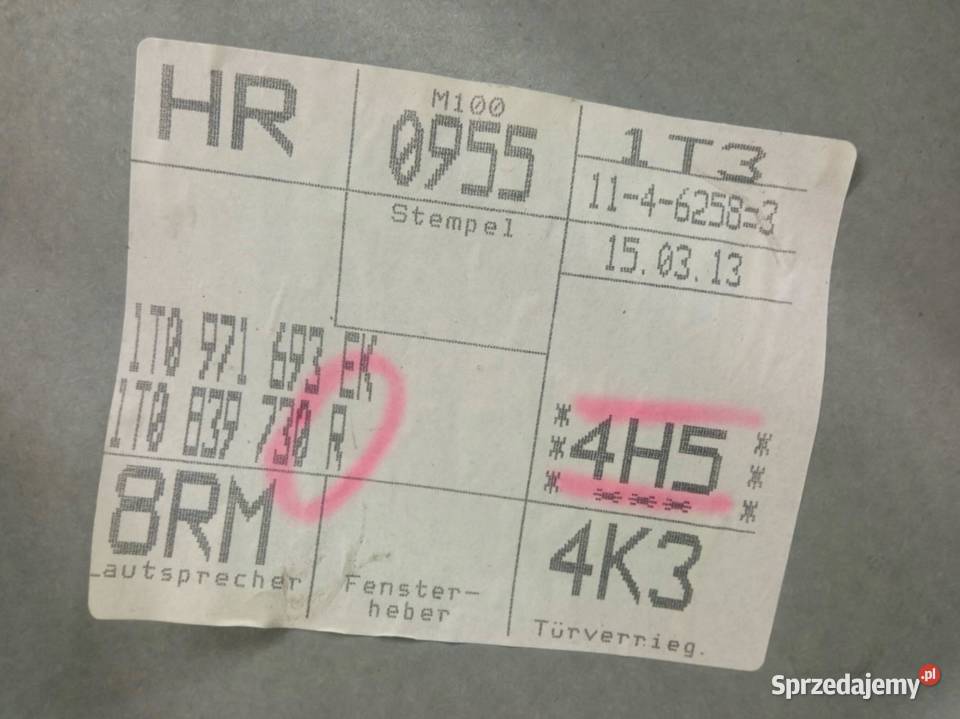 HR
M100
0955
1T3
11-4-6258-3
15.03.13
Stempel
1T0 971 693 EK
1T0 839 730 R
* 4H5 *
* *
* *
* * *
8RM
Lautsprecher
Fenster-
heber
4K3
Türverrieg.
Sprzedajemy.pl